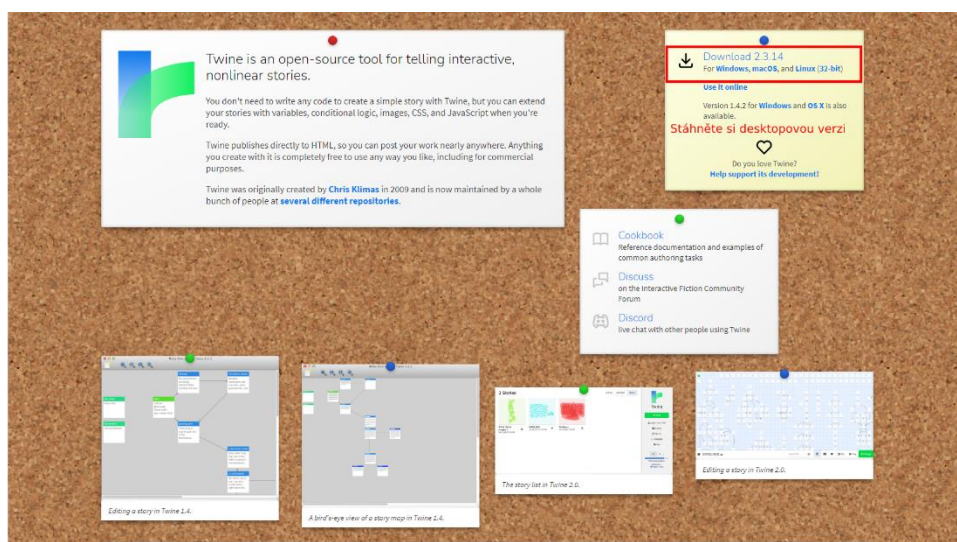 Twine is an open-source tool for telling interactive,
nonlinear stories.
You don't need to write any code to create a simple story with Twine, but you can extend
your stories with variables, conditional logic, images, CSS, and JavaScript when you're
ready.
Twine publishes directly to HTML, so you can post your work nearly anywhere. Anything
you create with it is completely free to use any way you like, including for commercial
purposes.
Twine was originally created by Chris Klimas in 2009 and is now maintained by a whole
bunch of people at several different repositories.
Download 2.3.14
For Windows, macOS, and Linux (32-bit)
Use it online
Version 1.4.2 for Windows and OS X is also
available.
Stáhněte si desktopovou verzi
Do you love Twine?
Help support its development!
Cookbook
Reference documentation and examples of
common authoring tasks
Discuss
on the Interactive Fiction Community
Forum
Discord
live chat with other people using Twine
Editing a story in Twine 1.4.
A bird's-eye view of a story map in Twine 1.4.
The story list in Twine 2.0.
Editing a story in Twine 2.0.